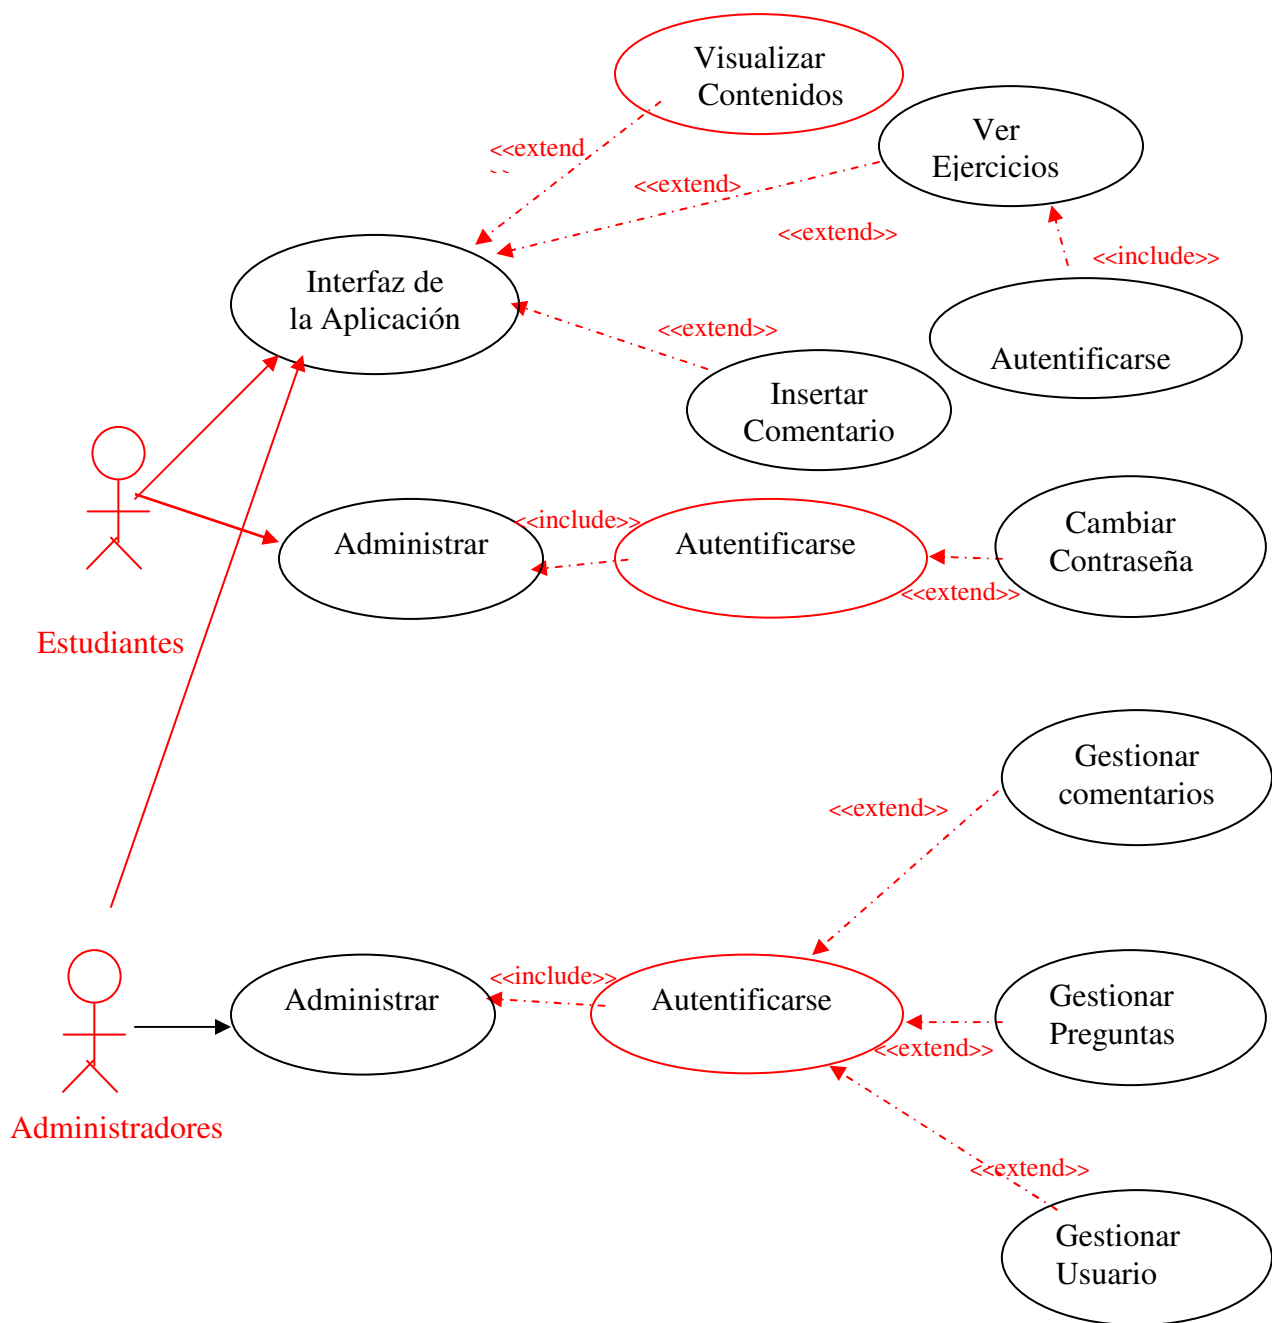 Visualizar
Contenidos
Ver
Ejercicios
<<extend
<<extend>
<<extend>>
<<include>>
Interfaz de
la Aplicación
<<extend>>
Autentificarse
Insertar
Comentario
Administrar
<<include>>
Autentificarse
Cambiar
Contraseña
<<extend>>
Estudiantes
Gestionar
comentarios
<<extend>>
Administrar
<<include>>
Autentificarse
Gestionar
Preguntas
<<extend>>
Administradores
<<extend>>
Gestionar
Usuario